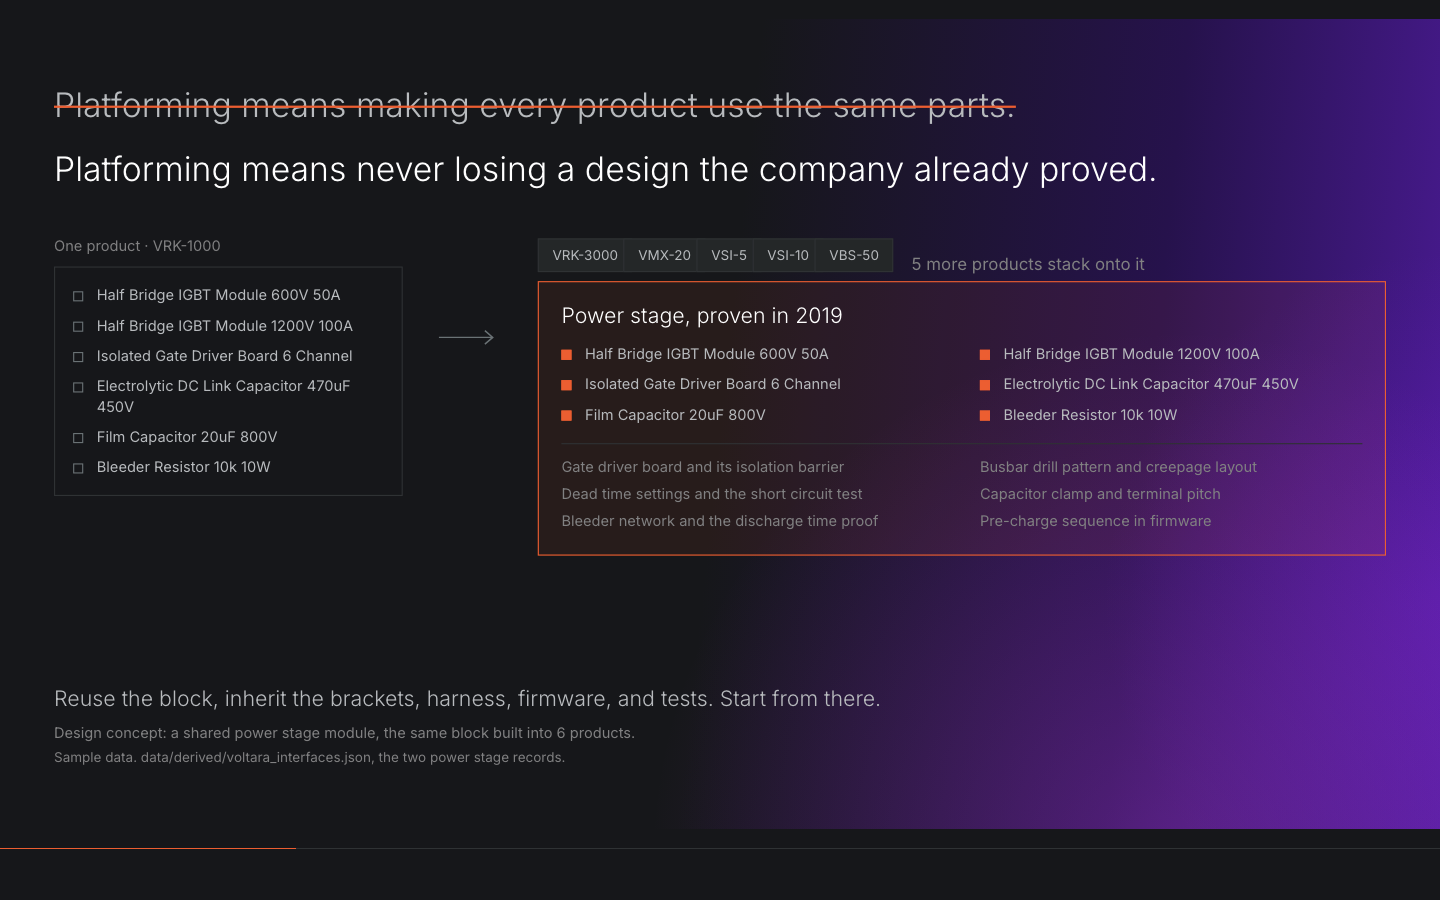 Platforming means making every product use the same parts.
Platforming means never losing a design the company already proved.
One product · VRK-1000
Half Bridge IGBT Module 600V 50A
Half Bridge IGBT Module 1200V 100A
Isolated Gate Driver Board 6 Channel
Electrolytic DC Link Capacitor 470uF
450V
Film Capacitor 20uF 800V
Bleeder Resistor 10k 10W
VRK-3000 VMX-20 VSI-5 VSI-10 VBS-50
5 more products stack onto it
Power stage, proven in 2019
Half Bridge IGBT Module 600V 50A
Half Bridge IGBT Module 1200V 100A
Isolated Gate Driver Board 6 Channel
Electrolytic DC Link Capacitor 470uF 450V
Film Capacitor 20uF 800V
Bleeder Resistor 10k 10W
Gate driver board and its isolation barrier
Busbar drill pattern and creepage layout
Dead time settings and the short circuit test
Capacitor clamp and terminal pitch
Bleeder network and the discharge time proof
Pre-charge sequence in firmware
Reuse the block, inherit the brackets, harness, firmware, and tests. Start from there.
Design concept: a shared power stage module, the same block built into 6 products.
Sample data. data/derived/voltara_interfaces.json, the two power stage records.